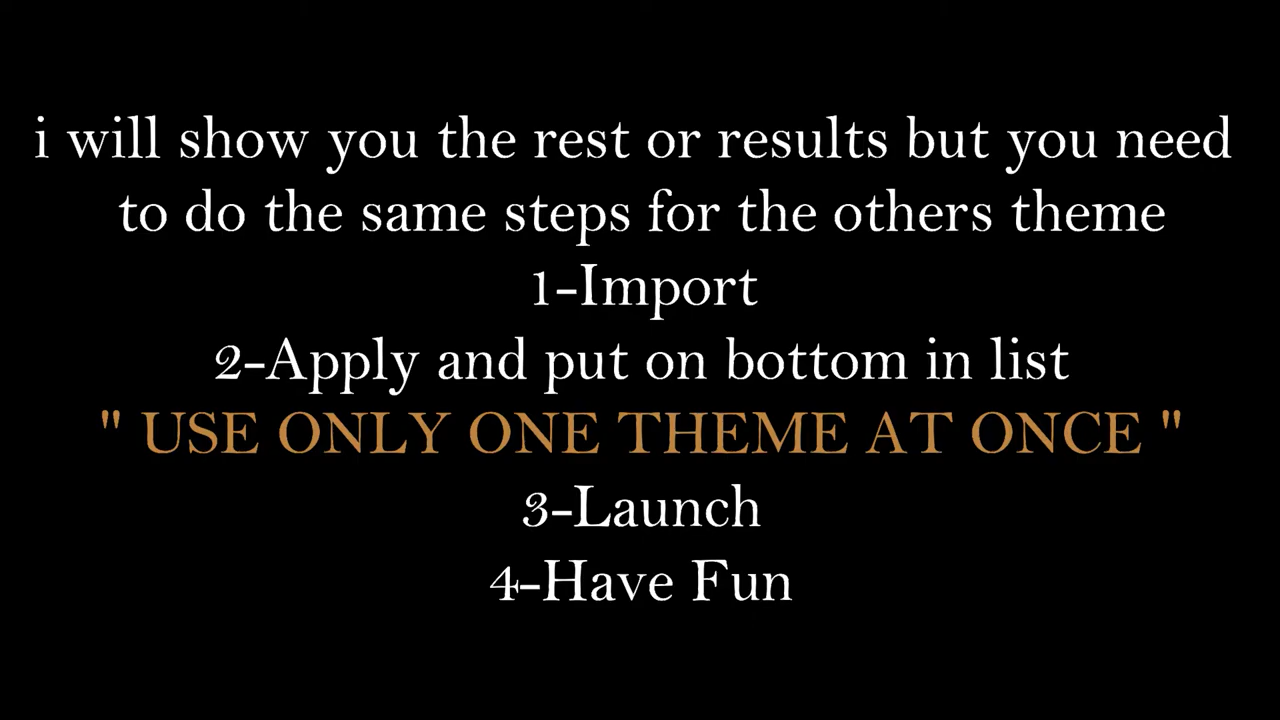 i will show you the rest or results but you need
to do the same steps for the others theme
1-Import
2-Apply and put on bottom in list
" USE ONLY ONE THEME AT ONCE "
3-Launch
4-Have Fun